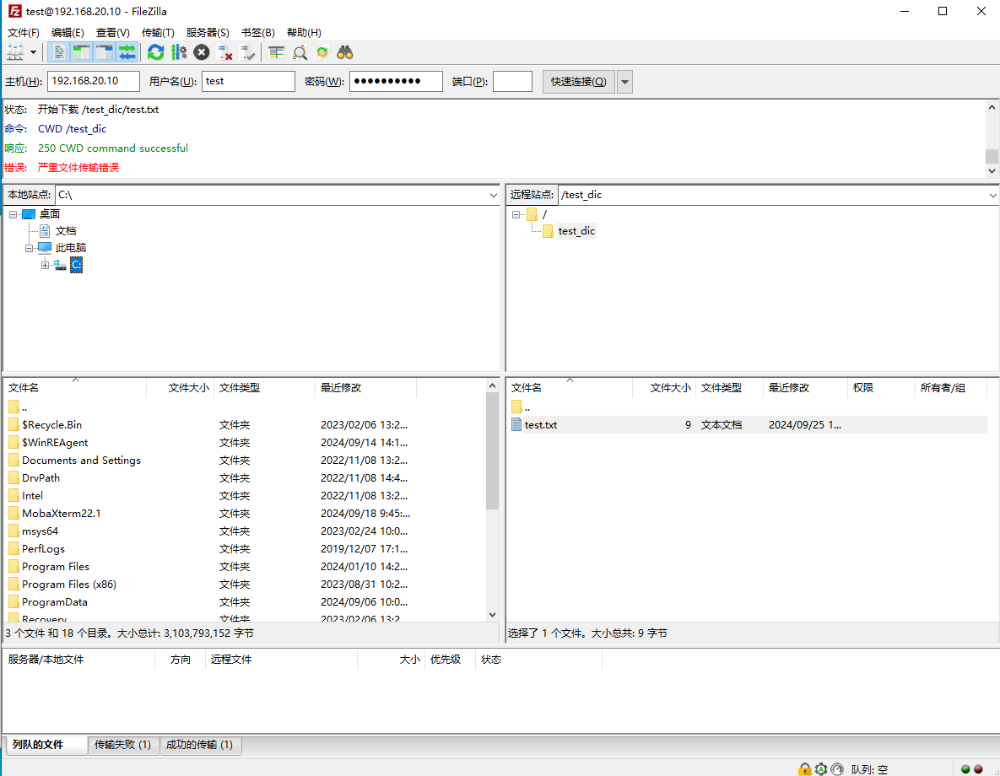 test@192.168.20.10 - FileZilla
文件(F) 编辑(E) 查看(V) 传输(T) 服务器(S) 书签(B) 帮助(H)
主机(H): 192.168.20.10 用户名(U): test 密码(W): ●●●●●●●●●● 端口(P): 快速连接(Q)
状态: 开始下载 /test_dic/test.txt
命令: CWD /test_dic
响应: 250 CWD command successful
错误: 严重文件传输错误
本地站点: C:\
桌面
文档
此电脑
C:
远程站点: /test_dic
/
test_dic
文件名 文件大小 文件类型 最近修改
..
$Recycle.Bin 文件夹 2023/02/06 13:2...
$WinREAgent 文件夹 2024/09/14 14:1...
Documents and Settings 文件夹 2022/11/08 13:2...
DrvPath 文件夹 2022/11/08 14:4...
Intel 文件夹 2022/11/08 13:2...
MobaXterm22.1 文件夹 2024/09/18 9:45:...
msys64 文件夹 2023/02/24 10:0...
PerfLogs 文件夹 2019/12/07 17:1...
Program Files 文件夹 2024/01/10 14:2...
Program Files (x86) 文件夹 2023/08/31 10:2...
ProgramData 文件夹 2024/09/06 10:0...
Recovery 文件夹 2023/02/06 13:2...
3 个文件 和 18 个目录。大小总计: 3,103,793,152 字节
文件名 文件大小 文件类型 最近修改 权限 所有者/组
..
test.txt 9 文本文档 2024/09/25 1...
选择了 1 个文件。大小总共: 9 字节
服务器/本地文件 方向 远程文件 大小 优先级 状态
列队的文件 传输失败 (1) 成功的传输 (1)
队列: 空